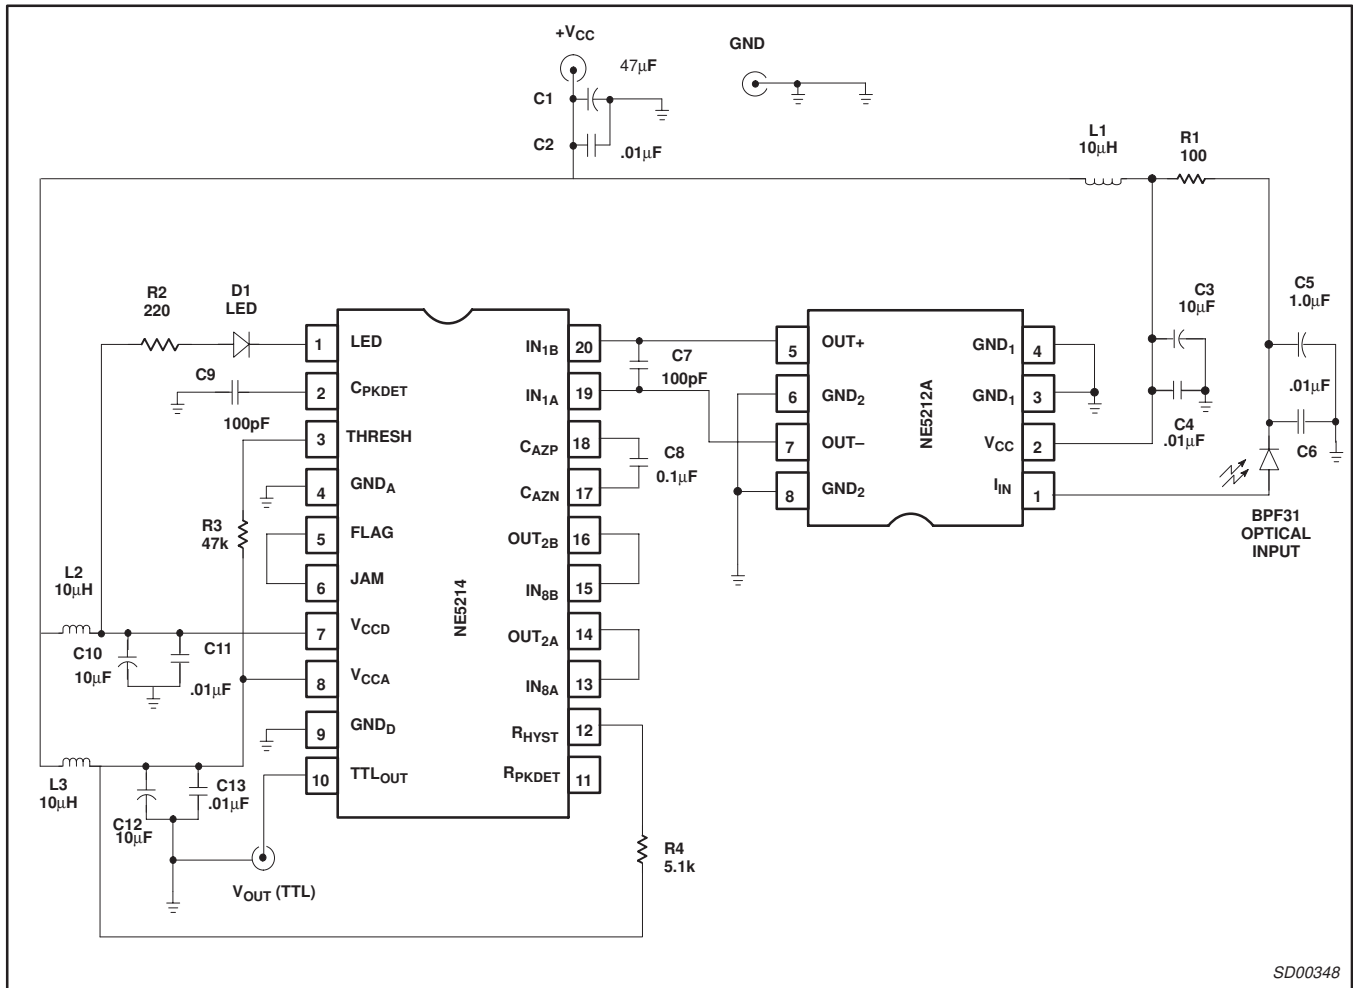 +VCC
GND
47μF
C1
C2
.01μF
L1
10μH
R1
100
R2
220
D1
LED
C3
10μF
C5
1.0μF
C4
.01μF
.01μF
C6
BPF31
OPTICAL
INPUT
C9
100pF
C7
100pF
C8
0.1μF
R3
47k
L2
10μH
C10
10μF
C11
.01μF
L3
10μH
C12
10μF
C13
.01μF
VOUT (TTL)
R4
5.1k
NE5214
1 LED
2 CPKDET
3 THRESH
4 GNDA
5 FLAG
6 JAM
7 VCCD
8 VCCA
9 GNDD
10 TTLOUT
IN1B 20
IN1A 19
CAZP 18
CAZN 17
OUT2B 16
IN8B 15
OUT2A 14
IN8A 13
RHYST 12
RPKDET 11
NE5212A
5 OUT+
6 GND2
7 OUT–
8 GND2
GND1 4
GND1 3
VCC 2
IIN 1
SD00348